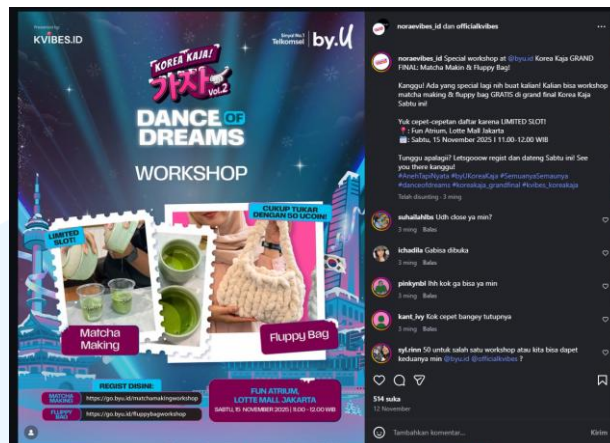 Presented by
KVIBES.ID
Sinyal No.1
Telkomsel
by.U
KOREA KAJA!
가자
Vol.2
DANCE OF
DREAMS
WORKSHOP
LIMITED
SLOT!
CUKUP TUKAR
DENGAN 50 UCOIN!
Matcha
Making
Fluppy Bag
REGIST DISINI:
MATCHA
MAKING
https://go.byu.id/matchamakingworkshop
FLUPPY
BAG
https://go.byu.id/fluppybagworkshop
FUN ATRIUM,
LOTTE MALL JAKARTA
SABTU, 15 NOVEMBER 2025 | 11.00 - 12.00 WIB
noraevibes_id dan officialkvibes
noraevibes_id Special workshop at @byu.id Korea Kaja GRAND
FINAL: Matcha Makin & Fluppy Bag!
Kanggu! Ada yang special lagi nih buat kalian! Kalian bisa workshop
matcha making & fluppy bag GRATIS di grand final Korea Kaja
Sabtu ini!
Yuk cepet-cepetan daftar karena LIMITED SLOT!
: Fun Atrium, Lotte Mall Jakarta
: Sabtu, 15 November 2025 I 11.00-12.00 WIB
Tunggu apalagii? Letsgooow regist dan dateng Sabtu ini! See
you there kanggu!
#AnehTapiNyata #byUKoreaKaja #SemuanyaSemaunya
#danceofdreams #koreakaja_grandfinal #kvibes_koreakaja
Telah disunting · 3 ming
suhailahlbs Udh close ya min?
3 ming Balas
ichadila Gabisa dibuka
3 ming Balas
pinkynbl Ihh kok ga bisa ya min
3 ming Balas
kant_ivy Kok cepet bangey tutupnya
3 ming Balas
syl.rinn 50 untuk salah satu workshop atau kita bisa dapet
keduanya min @byu.id @officialkvibes ?
514 suka
12 November
Tambahkan komentar...
Kirim